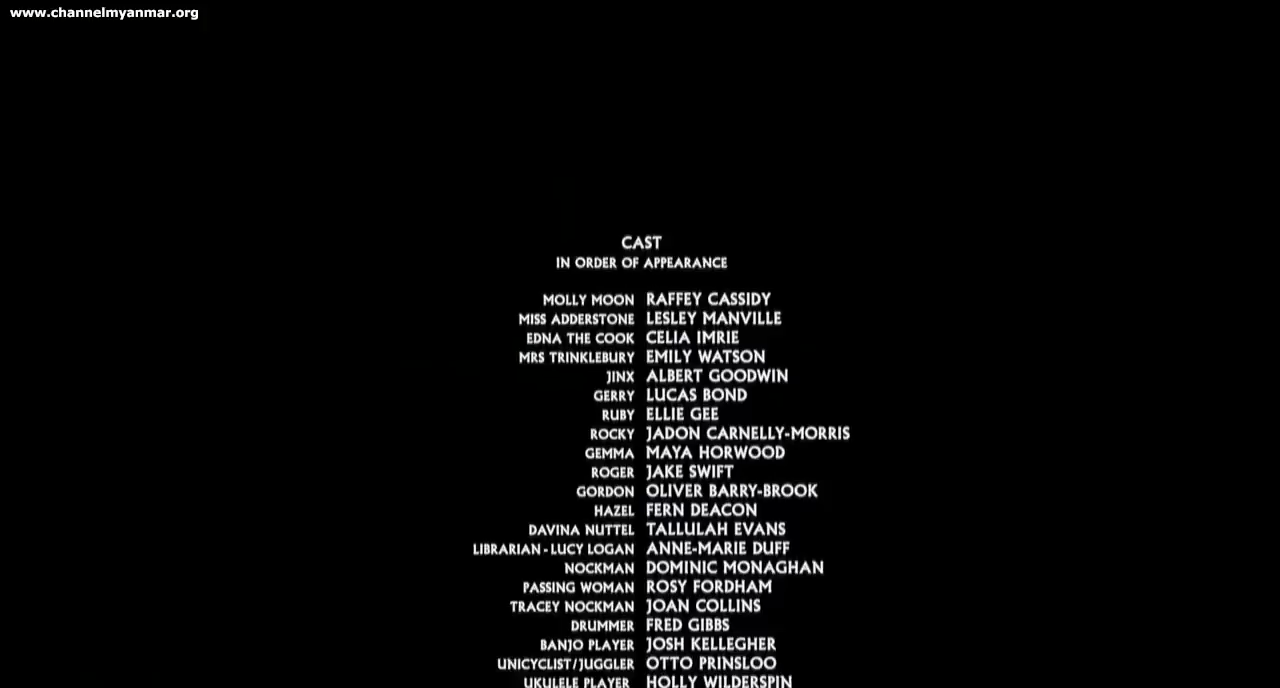 www.channelmyanmar.org
CAST
IN ORDER OF APPEARANCE
MOLLY MOON RAFFEY CASSIDY
MISS ADDERSTONE LESLEY MANVILLE
EDNA THE COOK CELIA IMRIE
MRS TRINKLEBURY EMILY WATSON
JINX ALBERT GOODWIN
GERRY LUCAS BOND
RUBY ELLIE GEE
ROCKY JADON CARNELLY-MORRIS
GEMMA MAYA HORWOOD
ROGER JAKE SWIFT
GORDON OLIVER BARRY-BROOK
HAZEL FERN DEACON
DAVINA NUTTEL TALLULAH EVANS
LIBRARIAN - LUCY LOGAN ANNE-MARIE DUFF
NOCKMAN DOMINIC MONAGHAN
PASSING WOMAN ROSY FORDHAM
TRACEY NOCKMAN JOAN COLLINS
DRUMMER FRED GIBBS
BANJO PLAYER JOSH KELLEGHER
UNICYCLIST/JUGGLER OTTO PRINSLOO
UKULELE PLAYER HOLLY WILDERSPIN